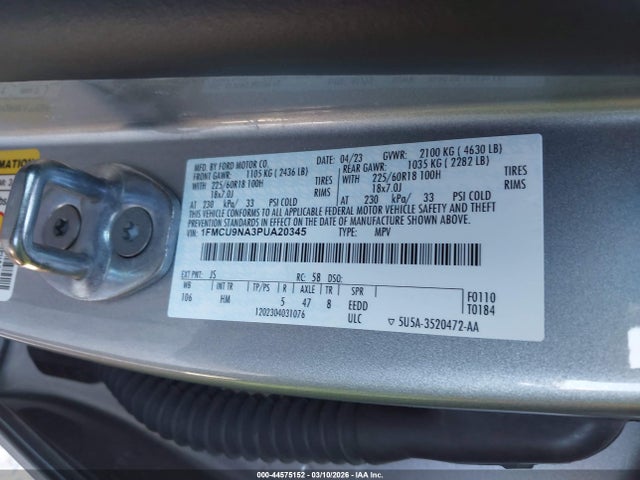 MFD. BY FORD MOTOR CO.
DATE: 04/23 GVWR: 2100 KG ( 4630 LB)
FRONT GAWR: 1105 KG ( 2436 LB)
REAR GAWR: 1035 KG ( 2282 LB)
WITH 225/60R18 100H TIRES
WITH 225/60R18 100H TIRES
18x7.0J RIMS
18x7.0J RIMS
AT 230 kPa/ 33 PSI COLD
AT 230 kPa/ 33 PSI COLD
THIS VEHICLE CONFORMS TO ALL APPLICABLE FEDERAL MOTOR VEHICLE SAFETY AND THEFT
PREVENTION STANDARDS IN EFFECT ON THE DATE OF MANUFACTURE SHOWN ABOVE.
VIN: 1FMCU9NA3PUA20345 TYPE: MPV
EXT PNT: JS RC: 5B DSO:
WB INT TR TP/PS R AXLE TR SPR
106 HM 5 47 8 EEDD
ULC
F0110
T0184
1202304031076
▽ 5U5A-3520472-AA
000-44575152 - 03/10/2026 - IAA Inc.